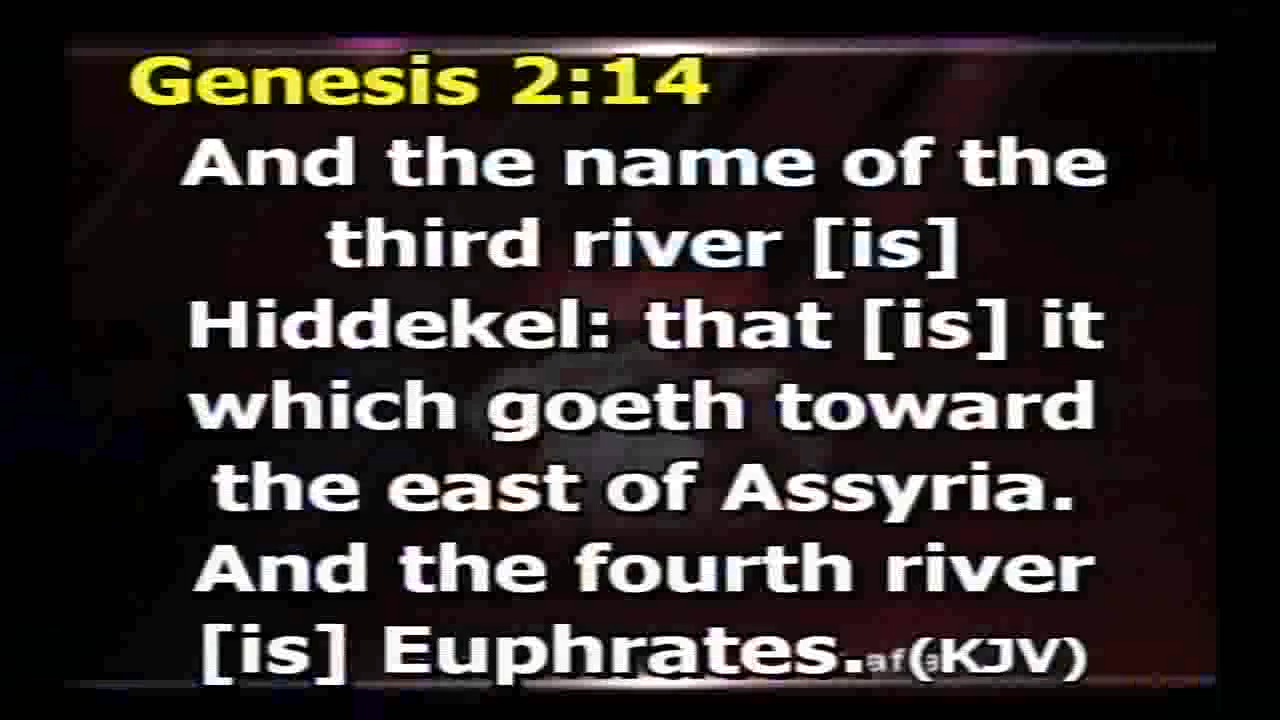 Genesis 2:14
And the name of the
third river [is]
Hiddekel: that [is] it
which goeth toward
the east of Assyria.
And the fourth river
[is] Euphrates. (KJV)